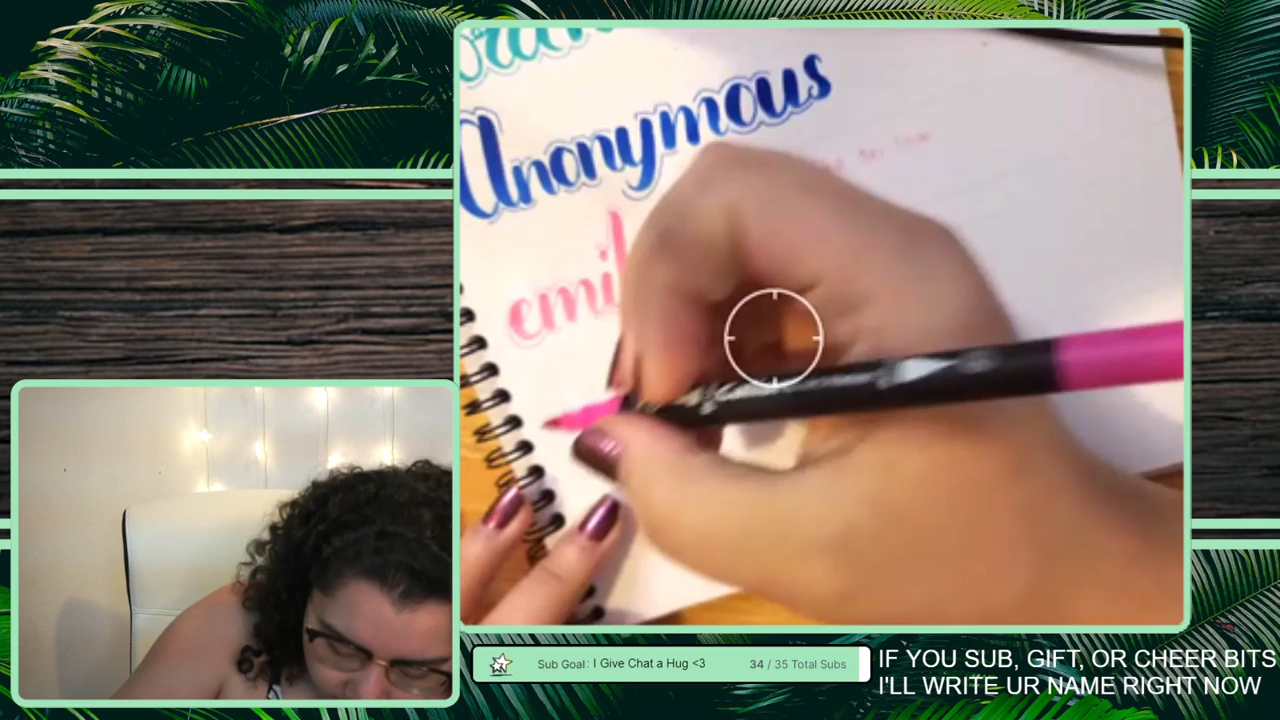 Anonymous
emil
Sub Goal: I Give Chat a Hug <3 34 / 35 Total Subs
IF YOU SUB, GIFT, OR CHEER BITS
I'LL WRITE UR NAME RIGHT NOW